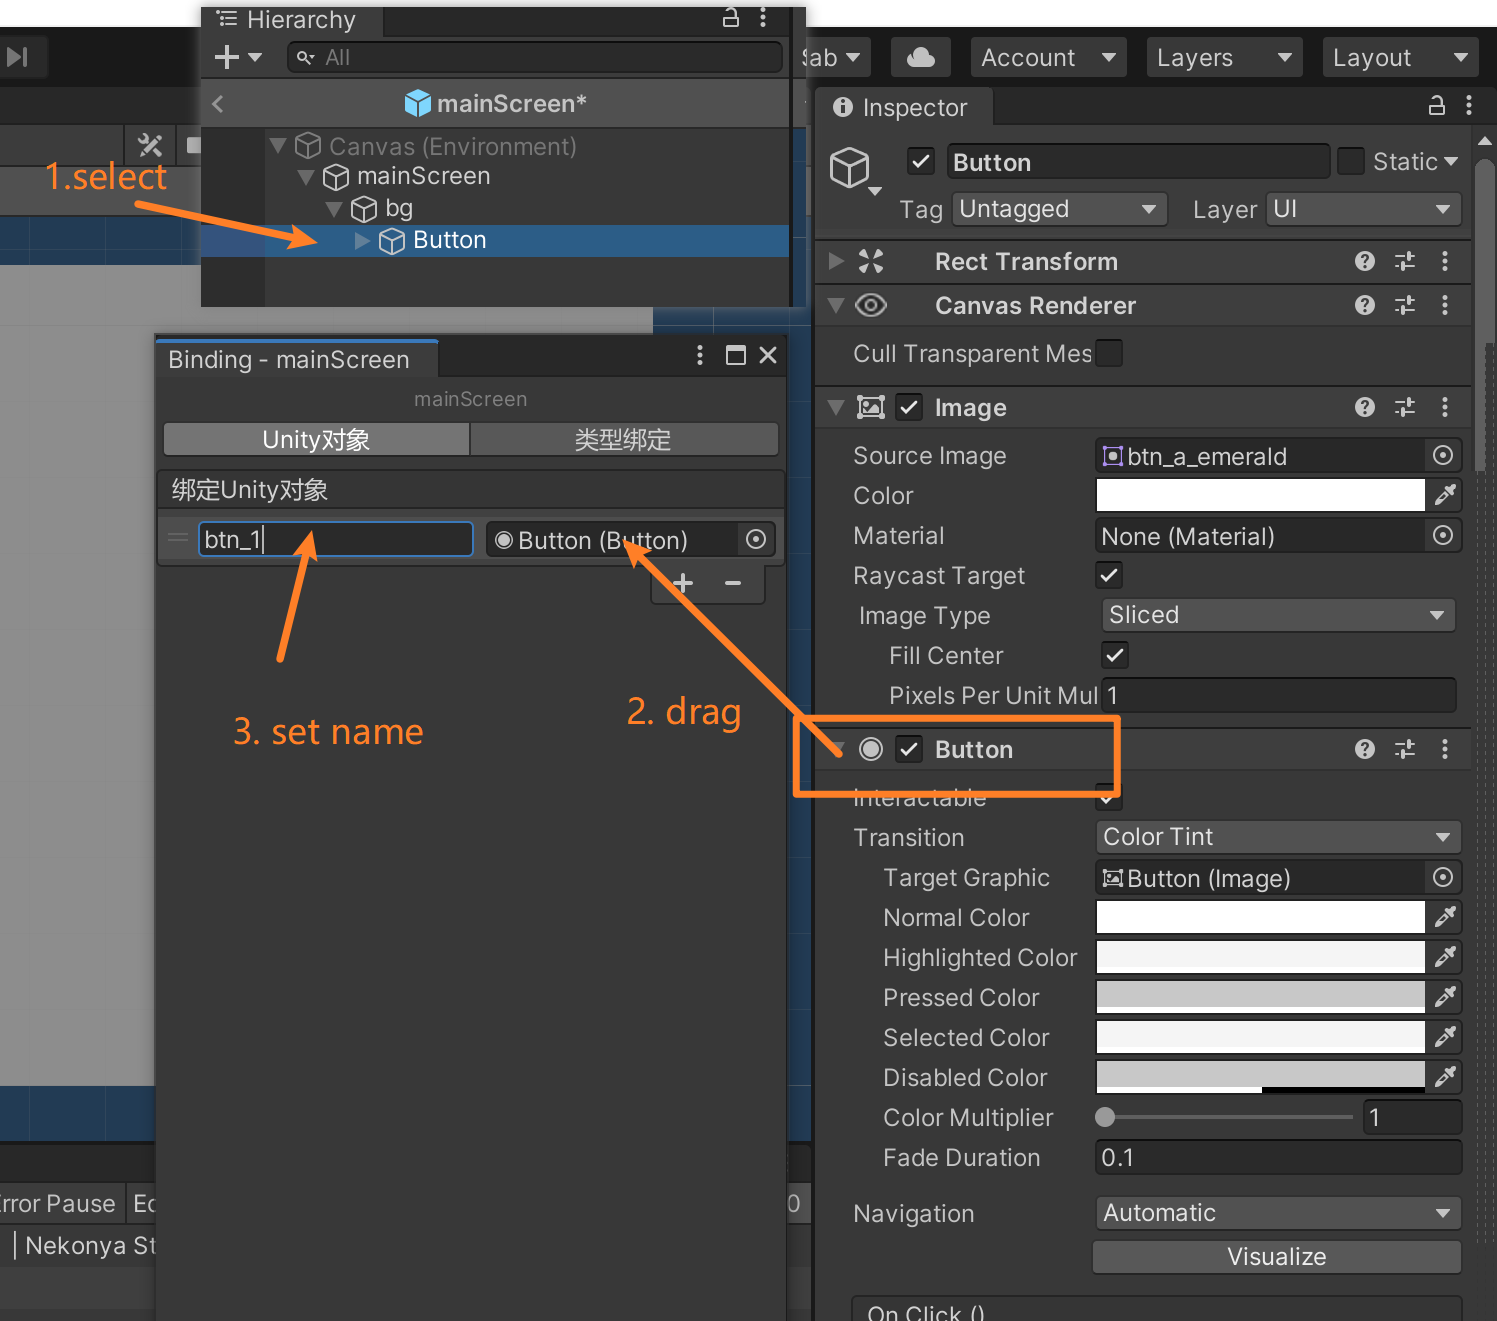 Hierarchy
All
mainScreen*
Canvas (Environment)
mainScreen
bg
Button
1.select
Account
Layers
Layout
Inspector
Button
Static
Tag
Untagged
Layer
UI
Rect Transform
Canvas Renderer
Cull Transparent Mes
Image
Source Image
btn_a_emerald
Color
Material
None (Material)
Raycast Target
Image Type
Sliced
Fill Center
Pixels Per Unit Mul
1
Button
Interactable
Transition
Color Tint
Target Graphic
Button (Image)
Normal Color
Highlighted Color
Pressed Color
Selected Color
Disabled Color
Color Multiplier
1
Fade Duration
0.1
Navigation
Automatic
Visualize
On Click ()
Binding - mainScreen
mainScreen
Unity对象
类型绑定
绑定Unity对象
btn_1
Button (Button)
2. drag
3. set name
rror Pause
Ed
0
Nekonya St